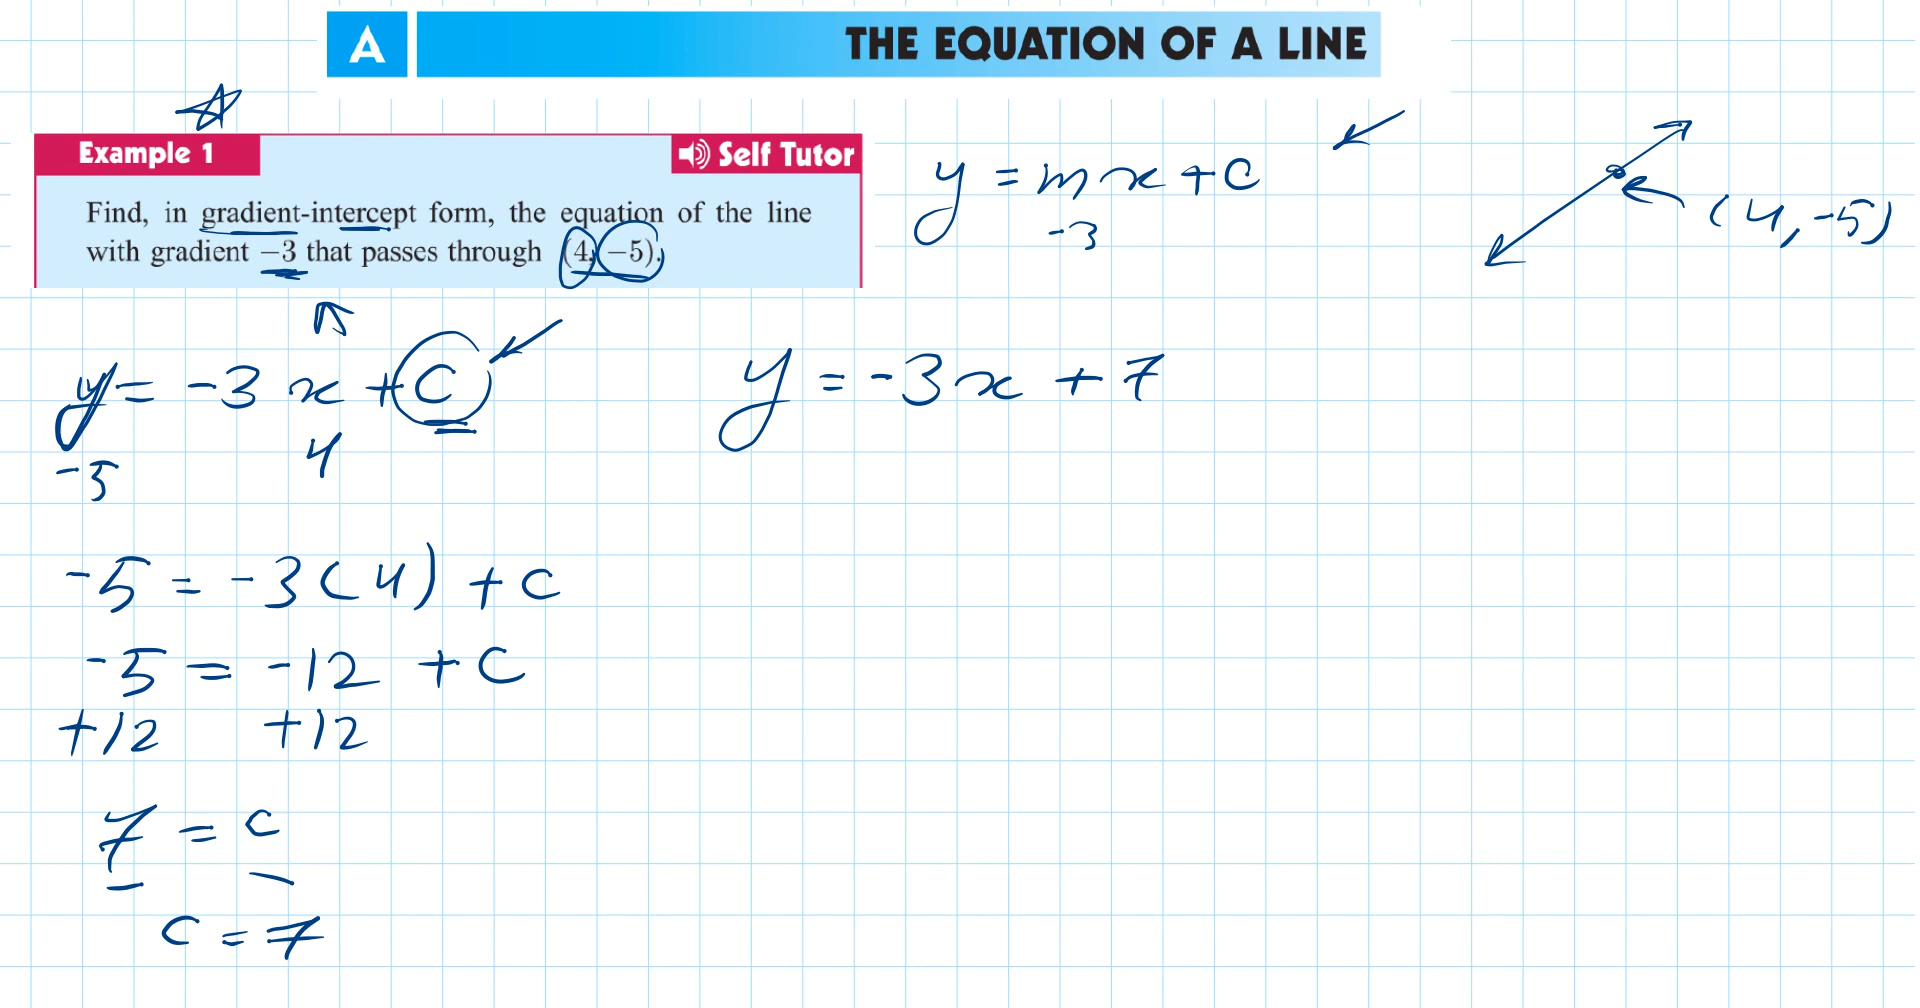 A THE EQUATION OF A LINE
Example 1
Self Tutor
Find, in gradient-intercept form, the equation of the line
with gradient −3 that passes through (4, −5).
y = mx + c
-3
(4, -5)
y = -3x + c
-5 4
y = -3x + 7
-5 = -3(4) + c
-5 = -12 + c
+12 +12
7 = c
c = 7